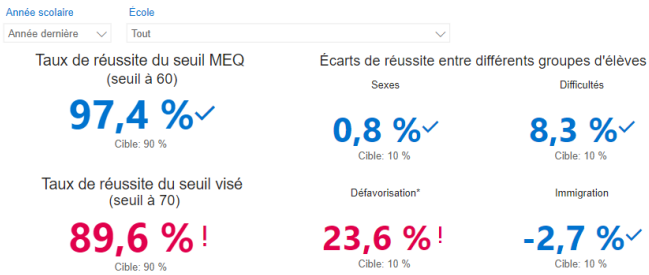 Année scolaire
École
Année dernière
Tout
Taux de réussite du seuil MEQ
(seuil à 60)
97,4 %
Cible: 90 %
Écarts de réussite entre différents groupes d'élèves
Sexes
Difficultés
0,8 %
8,3 %
Cible: 10 %
Cible: 10 %
Taux de réussite du seuil visé
(seuil à 70)
89,6 % !
Cible: 90 %
Défavorisation*
Immigration
23,6 % !
-2,7 %
Cible: 10 %
Cible: 10 %